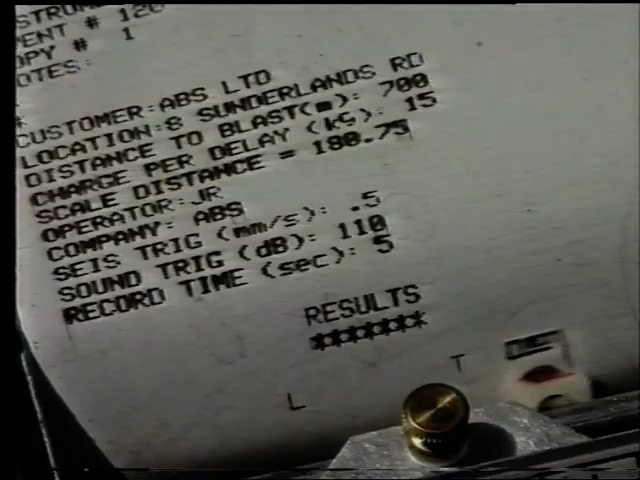 ENT # 120
OPY # 1
OTES:
*
CUSTOMER:ABS LTD
LOCATION:8 SUNDERLANDS RD
DISTANCE TO BLAST(m): 700
CHARGE PER DELAY (kg): 15
SCALE DISTANCE = 180.75
OPERATOR:JR
COMPANY: ABS
SEIS TRIG (mm/s): .5
SOUND TRIG (dB): 110
RECORD TIME (sec): 5
RESULTS
*******
L T